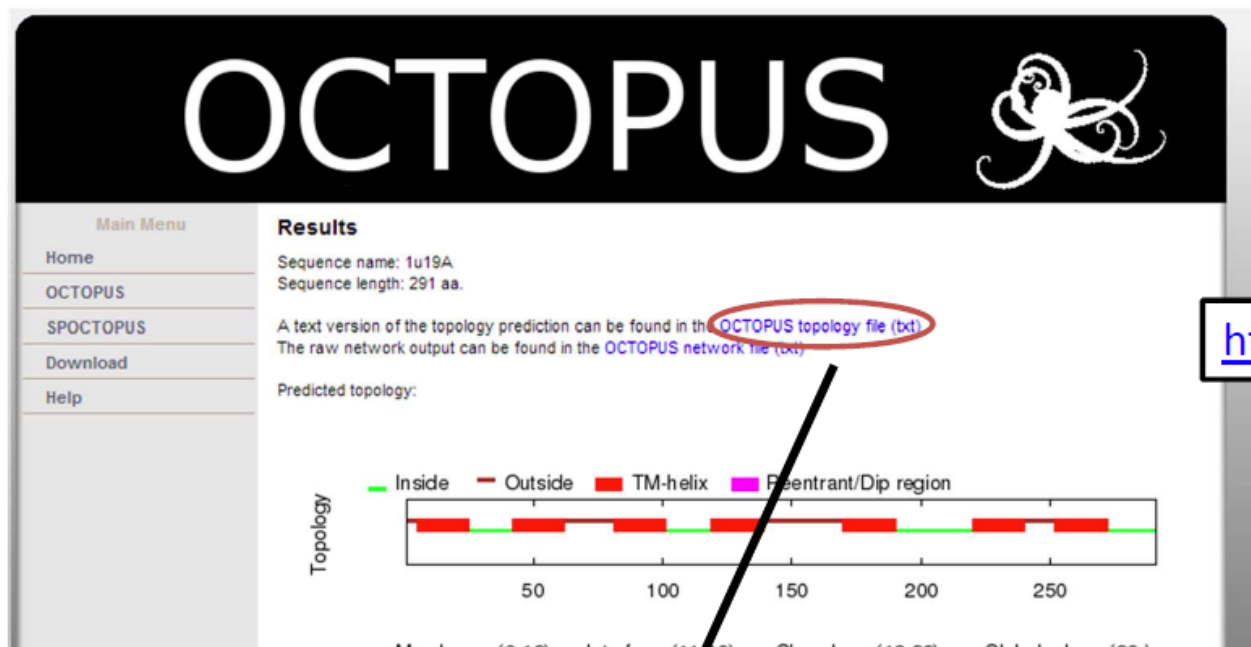 OCTOPUS
Main Menu
Home
OCTOPUS
SPOCTOPUS
Download
Help
Results
Sequence name: 1u19A
Sequence length: 291 aa.
A text version of the topology prediction can be found in the OCTOPUS topology file (txt)
The raw network output can be found in the OCTOPUS network file (txt)
Predicted topology:
Inside Outside TM-helix Reentrant/Dip region
Topology
50 100 150 200 250